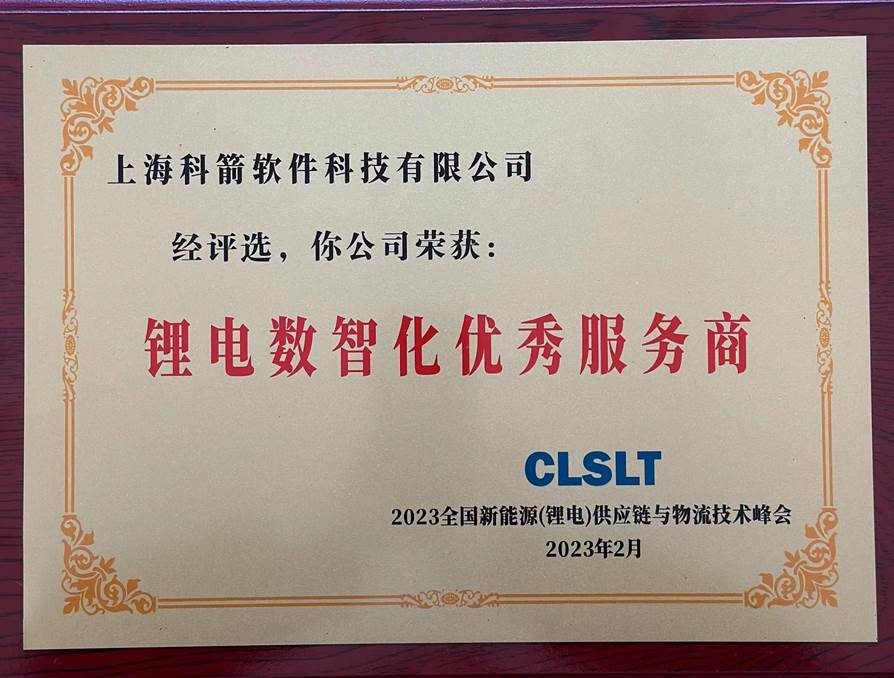 上海科箭软件科技有限公司
经评选，你公司荣获：
锂电数智化优秀服务商
CLSLT
2023全国新能源(锂电)供应链与物流技术峰会
2023年2月